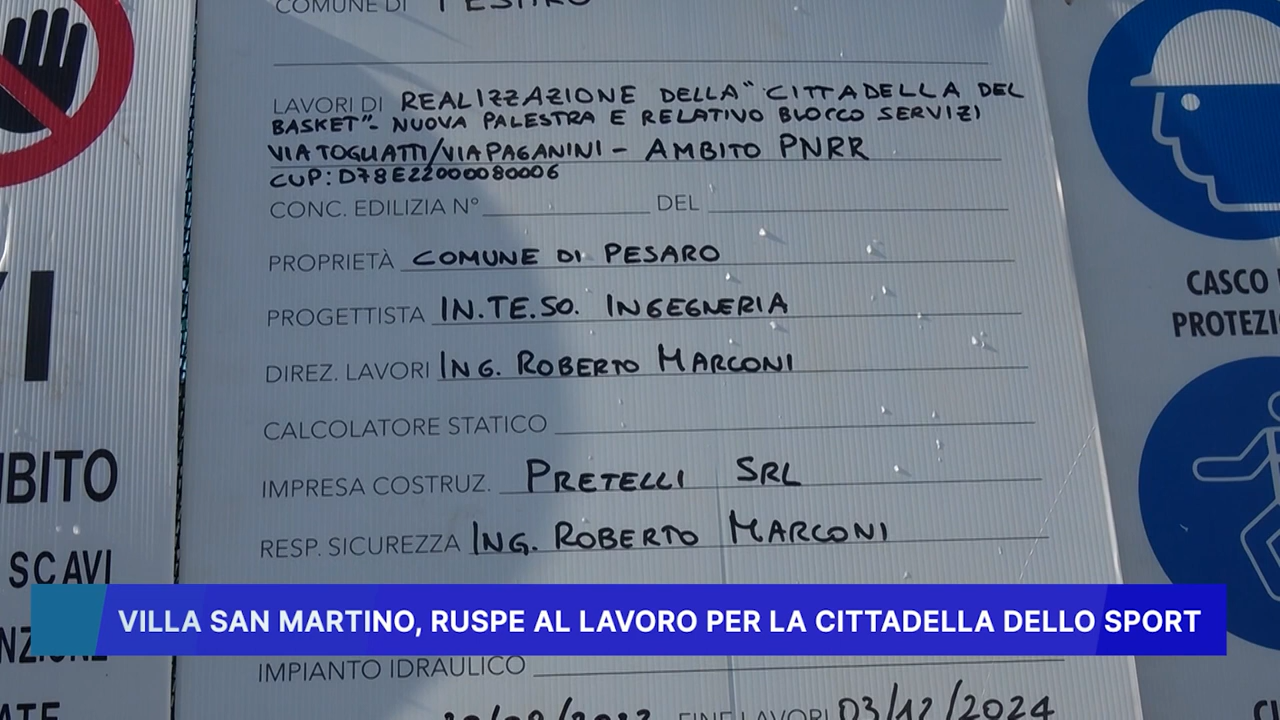 COMUNE DI PESARO
LAVORI DI REALIZZAZIONE DELLA "CITTADELLA DEL
BASKET"- NUOVA PALESTRA E RELATIVO BLOCCO SERVIZI
VIA TOGLIATTI/VIA PAGANINI - AMBITO PNRR
CUP: D78E22000080006
CONC. EDILIZIA N° DEL
PROPRIETÀ COMUNE DI PESARO
PROGETTISTA IN.TE.SO. INGEGNERIA
DIREZ. LAVORI ING. ROBERTO MARCONI
CALCOLATORE STATICO
IMPRESA COSTRUZ. PRETELLI SRL
RESP. SICUREZZA ING. ROBERTO MARCONI
VILLA SAN MARTINO, RUSPE AL LAVORO PER LA CITTADELLA DELLO SPORT
IMPIANTO IDRAULICO
FINE LAVORI 03/12/2024
SCAVI
CASCO